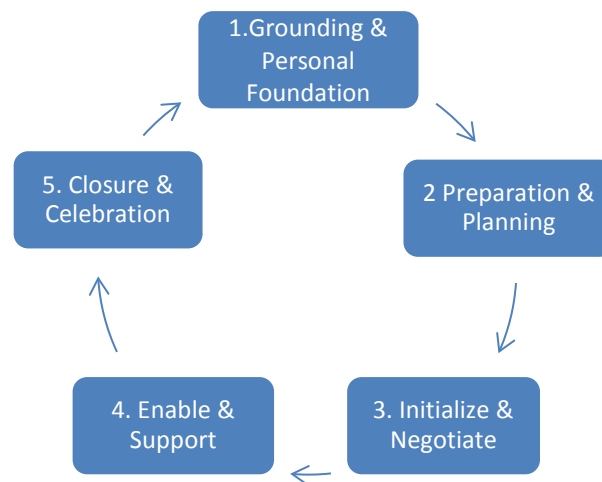 1.Grounding &
Personal
Foundation
2 Preparation &
Planning
3. Initialize &
Negotiate
4. Enable &
Support
5. Closure &
Celebration